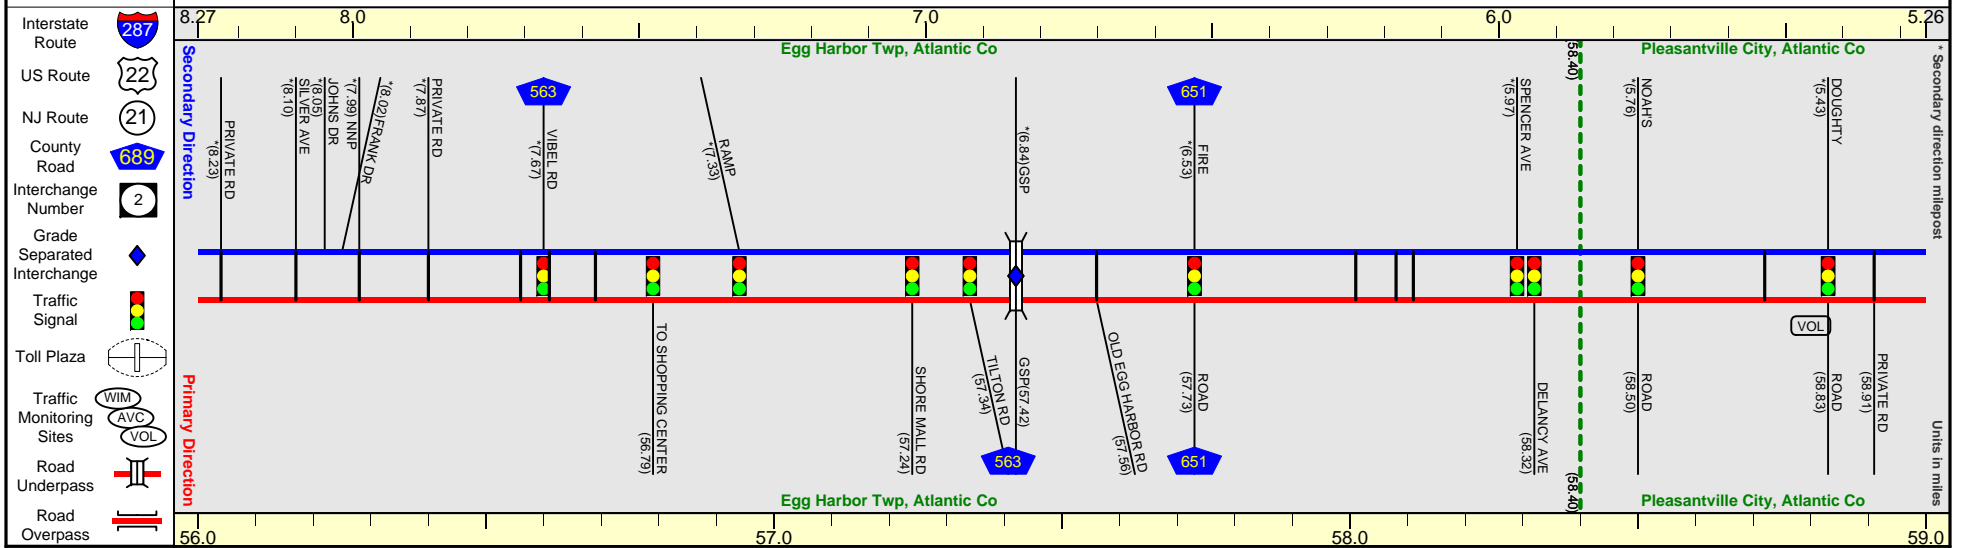 Interstate
Route
287
US Route
22
NJ Route
21
County
Road
689
Interchange
Number
2
Grade
Separated
Interchange
Traffic
Signal
Toll Plaza
Traffic
Monitoring
Sites
WIM
AVC
VOL
Road
Underpass
Road
Overpass
8.27
8.0
7.0
6.0
5.26
Secondary Direction
Egg Harbor Twp, Atlantic Co
(58.40)
Pleasantville City, Atlantic Co
* Secondary direction milepost
PRIVATE RD
*(8.23)
SILVER AVE
*(8.10)
JOHNS DR
*(8.05)
*(7.99) NNP
*(8.02)FRANK DR
PRIVATE RD
*(7.87)
563
VIBEL RD
*(7.67)
RAMP
*(7.33)
*(6.84)GSP
651
FIRE
*(6.53)
SPENCER AVE
*(5.97)
NOAH'S
*(5.76)
DOUGHTY
*(5.43)
Primary Direction
TO SHOPPING CENTER
(56.79)
SHORE MALL RD
(57.24)
TILTON RD
(57.34)
563
GSP(57.42)
OLD EGG HARBOR RD
(57.56)
ROAD
(57.73)
651
DELANCY AVE
(58.32)
ROAD
(58.50)
VOL
ROAD
(58.83)
PRIVATE RD
(58.91)
Units in miles
Egg Harbor Twp, Atlantic Co
(58.40)
Pleasantville City, Atlantic Co
56.0
57.0
58.0
59.0